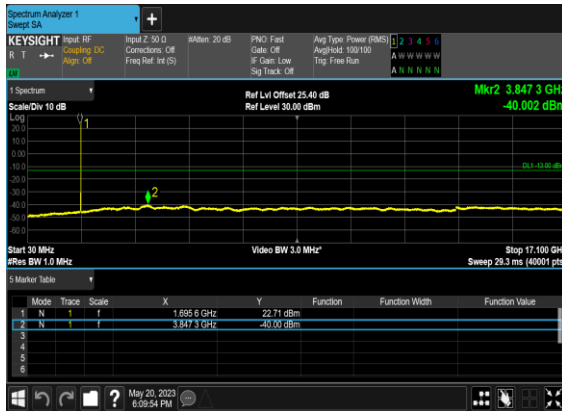 Spectrum Analyzer 1
Swept SA
+
KEYSIGHT Input: RF Input Z: 50 Ω #Atten: 20 dB PNO: Fast Avg Type: Power (RMS) 1 2 3 4 5 6
R T Coupling: DC Corrections: Off Gate: Off Avg|Hold: 100/100 A W W W W W
Align: Off Freq Ref: Int (S) IF Gain: Low Trig: Free Run
Sig Track: Off A N N N N N
1 Spectrum Ref Lvl Offset 25.40 dB Mkr2 3.847 3 GHz
Scale/Div 10 dB Ref Level 30.00 dBm -40.002 dBm
Log
1
20.0
10.0
0.00
-10.0
DL1 -13.00 dBm
-20.0
-30.0
2
-40.0
-50.0
-60.0
Start 30 MHz Video BW 3.0 MHz* Stop 17.100 GHz
#Res BW 1.0 MHz Sweep 29.3 ms (40001 pts)
5 Marker Table
Mode Trace Scale X Y Function Function Width Function Value
1 N 1 f 1.695 6 GHz 22.71 dBm
2 N 1 f 3.847 3 GHz -40.00 dBm
3
4
5
6
? May 20, 2023
6:09:54 PM